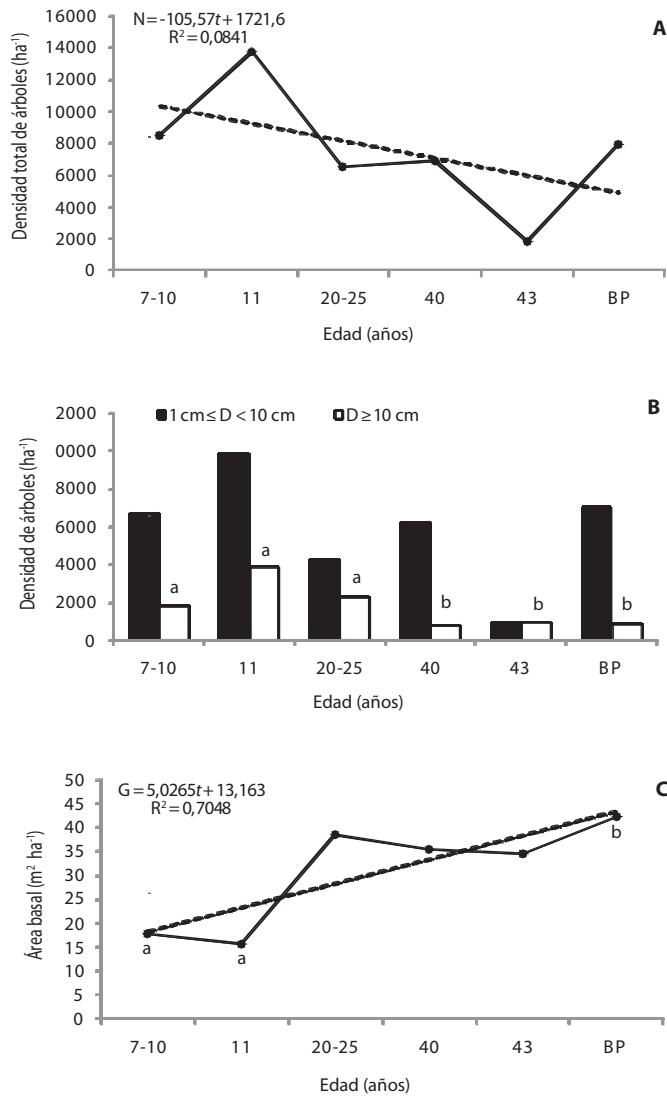 N=-105,57t+1721,6
R²=0,0841
A
16000
14000
12000
10000
8000
6000
4000
2000
0
Densidad total de árboles (ha⁻¹)
7-10 11 20-25 40 43 BP
Edad (años)
B
1 cm ≤ D < 10 cm D ≥ 10 cm
2000
0000
8000
6000
4000
2000
0
Densidad de árboles (ha⁻¹)
a a a b b b
7-10 11 20-25 40 43 BP
Edad (años)
C
G=5,0265t+13,163
R²=0,7048
50
45
40
35
30
25
20
15
10
5
0
Área basal (m² ha⁻¹)
a a b
7-10 11 20-25 40 43 BP
Edad (años)